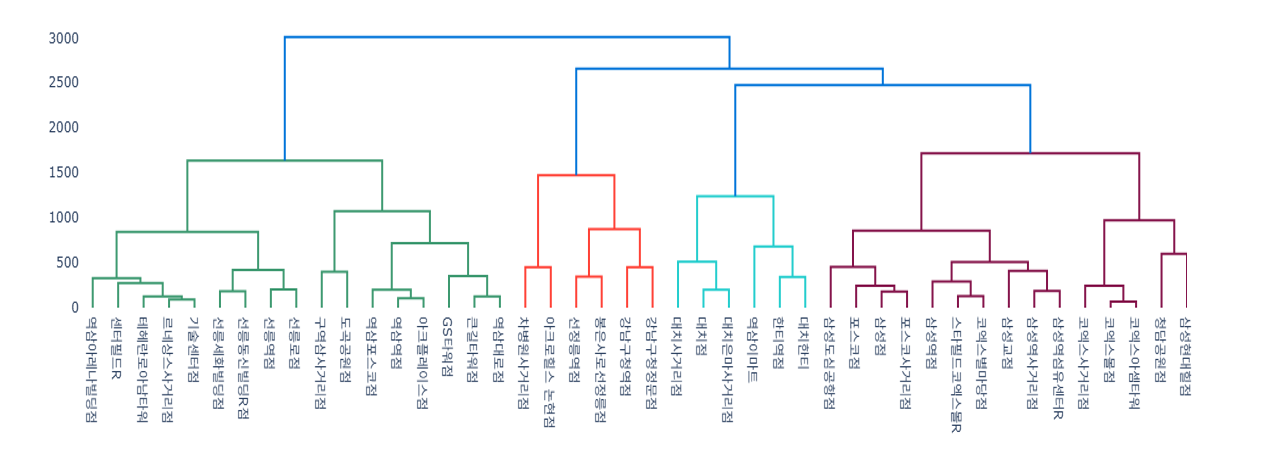 3000
2500
2000
1500
1000
500
0
역삼아레나빌딩점
센터필드R
테헤란로아남타워
르네상스사거리점
기술센터점
선릉세화빌딩점
선릉동신빌딩R점
선릉역점
선릉로점
구역삼사거리점
도곡공원점
역삼포스코점
역삼역점
아크플레이스점
GS타워점
큰길타워점
역삼대로점
차병원사거리점
아크로힐스 논현점
선정릉역점
봉은사로선정릉점
강남구청역점
강남구청정문점
대치사거리점
대치점
대치은마사거리점
역삼이마트
한티역점
대치한티
삼성도심공항점
포스코점
삼성점
포스코사거리점
삼성역점
스타필드코엑스몰R
코엑스별마당점
삼성교점
삼성역사거리점
삼성역섬유센터R
코엑스사거리점
코엑스몰점
코엑스아셈타워
청담공원점
삼성현대힐점